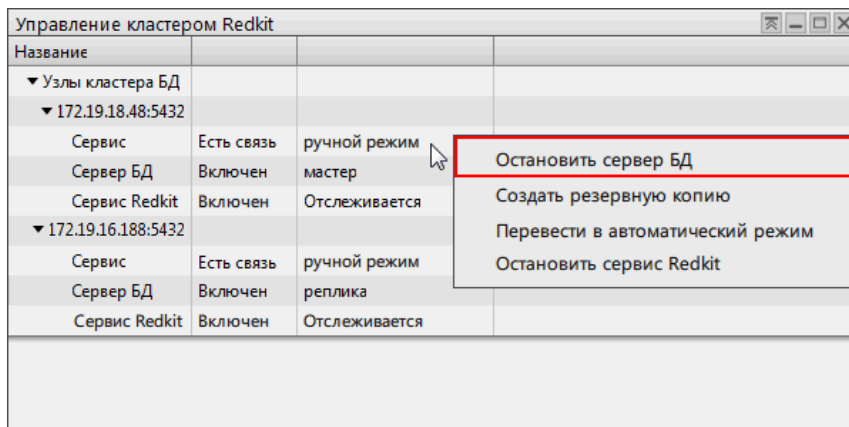 Управление кластером Redkit
Название
Узлы кластера БД
172.19.18.48:5432
Сервис Есть связь ручной режим
Сервер БД Включен мастер
Сервис Redkit Включен Отслеживается
172.19.16.188:5432
Сервис Есть связь ручной режим
Сервер БД Включен реплика
Сервис Redkit Включен Отслеживается
Остановить сервер БД
Создать резервную копию
Перевести в автоматический режим
Остановить сервис Redkit